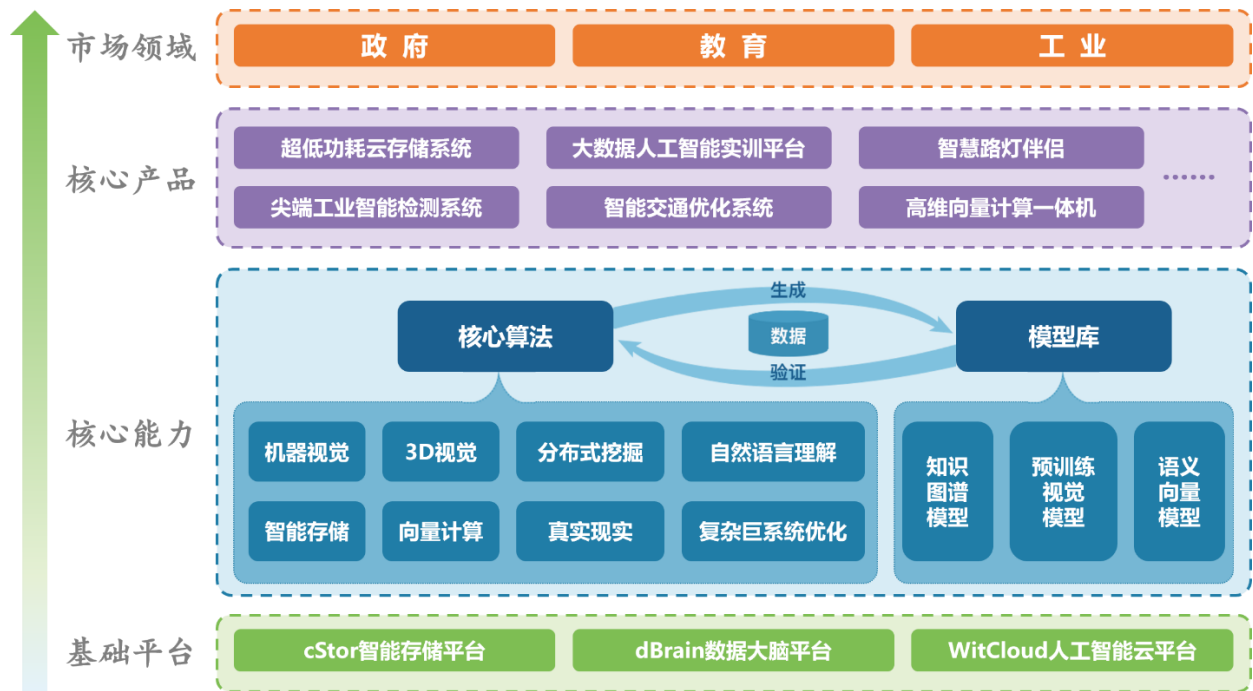 市场领域
政府
教育
工业
核心产品
超低功耗云存储系统
大数据人工智能实训平台
智慧路灯伴侣
尖端工业智能检测系统
智能交通优化系统
高维向量计算一体机
······
核心能力
核心算法
生成
数据
验证
模型库
机器视觉
3D视觉
分布式挖掘
自然语言理解
智能存储
向量计算
真实现实
复杂巨系统优化
知识
图谱
模型
预训练
视觉
模型
语义
向量
模型
基础平台
cStor智能存储平台
dBrain数据大脑平台
WitCloud人工智能云平台